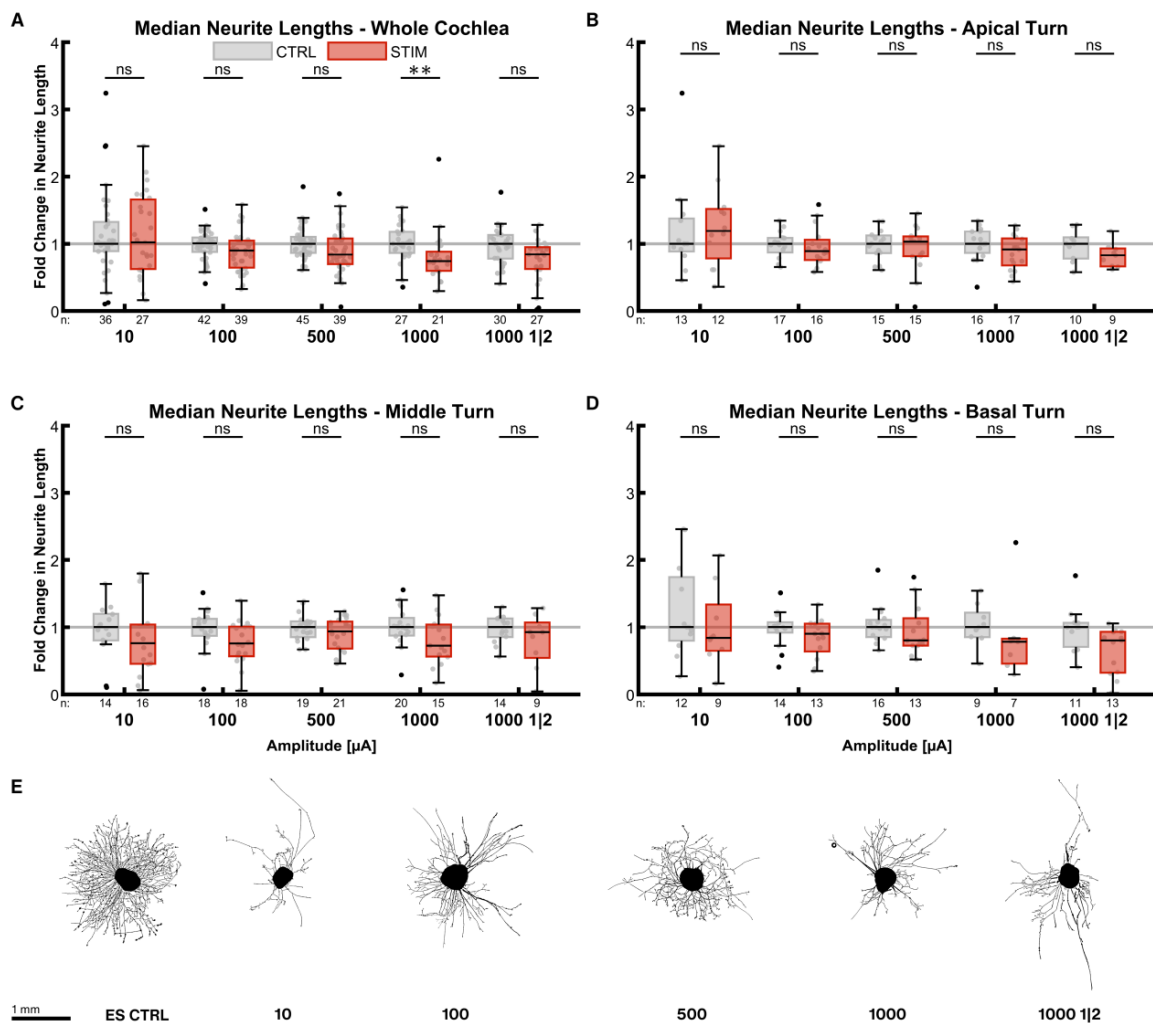 A
Median Neurite Lengths - Whole Cochlea
CTRL STIM
ns ns ns ** ns
Fold Change in Neurite Length
4
3
2
1
0
n: 36 27 42 39 45 39 27 21 30 27
10 100 500 1000 1000 1|2
B
Median Neurite Lengths - Apical Turn
ns ns ns ns ns
4
3
2
1
0
n: 13 12 17 16 15 15 16 17 10 9
10 100 500 1000 1000 1|2
C
Median Neurite Lengths - Middle Turn
ns ns ns ns ns
Fold Change in Neurite Length
4
3
2
1
0
n: 14 16 18 18 19 21 20 15 14 9
10 100 500 1000 1000 1|2
Amplitude [µA]
D
Median Neurite Lengths - Basal Turn
ns ns ns ns ns
4
3
2
1
0
n: 12 9 14 13 16 13 9 7 11 13
10 100 500 1000 1000 1|2
Amplitude [µA]
E
1 mm
ES CTRL 10 100 500 1000 1000 1|2